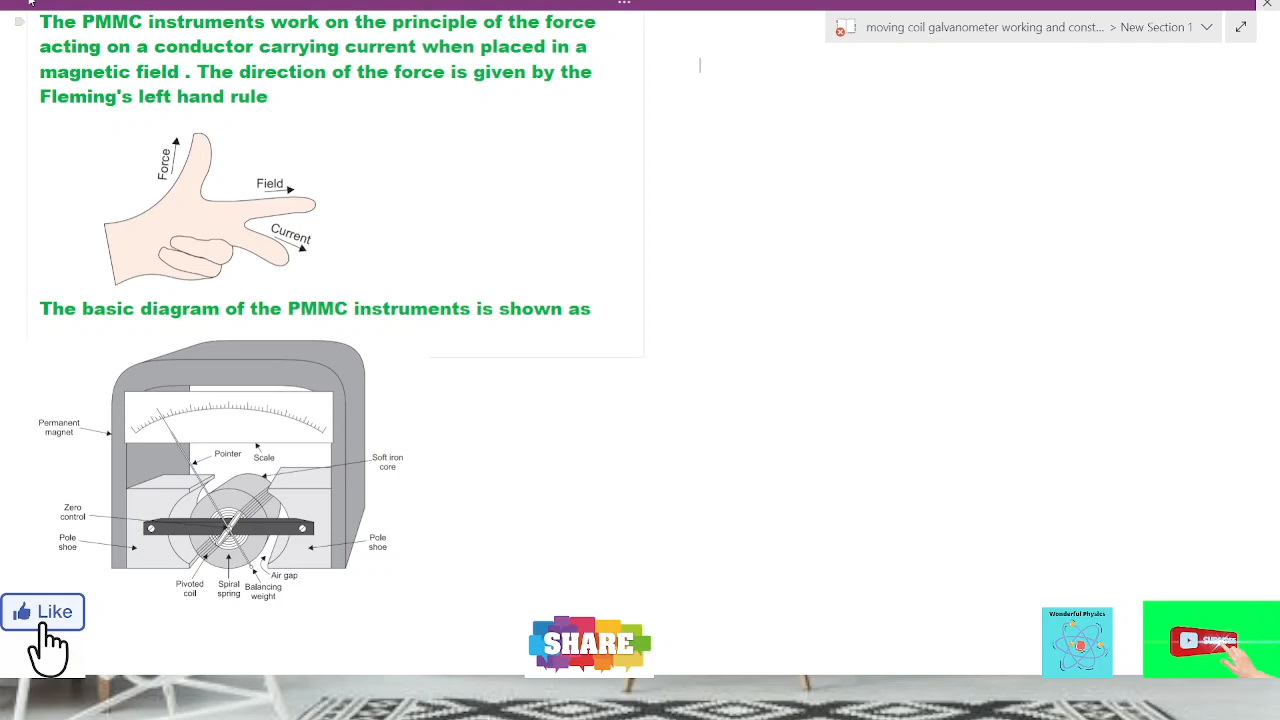 The PMMC instruments work on the principle of the force
acting on a conductor carrying current when placed in a
magnetic field . The direction of the force is given by the
Fleming's left hand rule
moving coil galvanometer working and const... > New Section 1
Force
Field
Current
The basic diagram of the PMMC instruments is shown as
Permanent
magnet
Pointer
Scale
Soft iron
core
Zero
control
Pole
shoe
Pole
shoe
Pivoted
coil
Spiral
spring
Balancing
weight
Air gap
Like
SHARE
Wonderful Physics